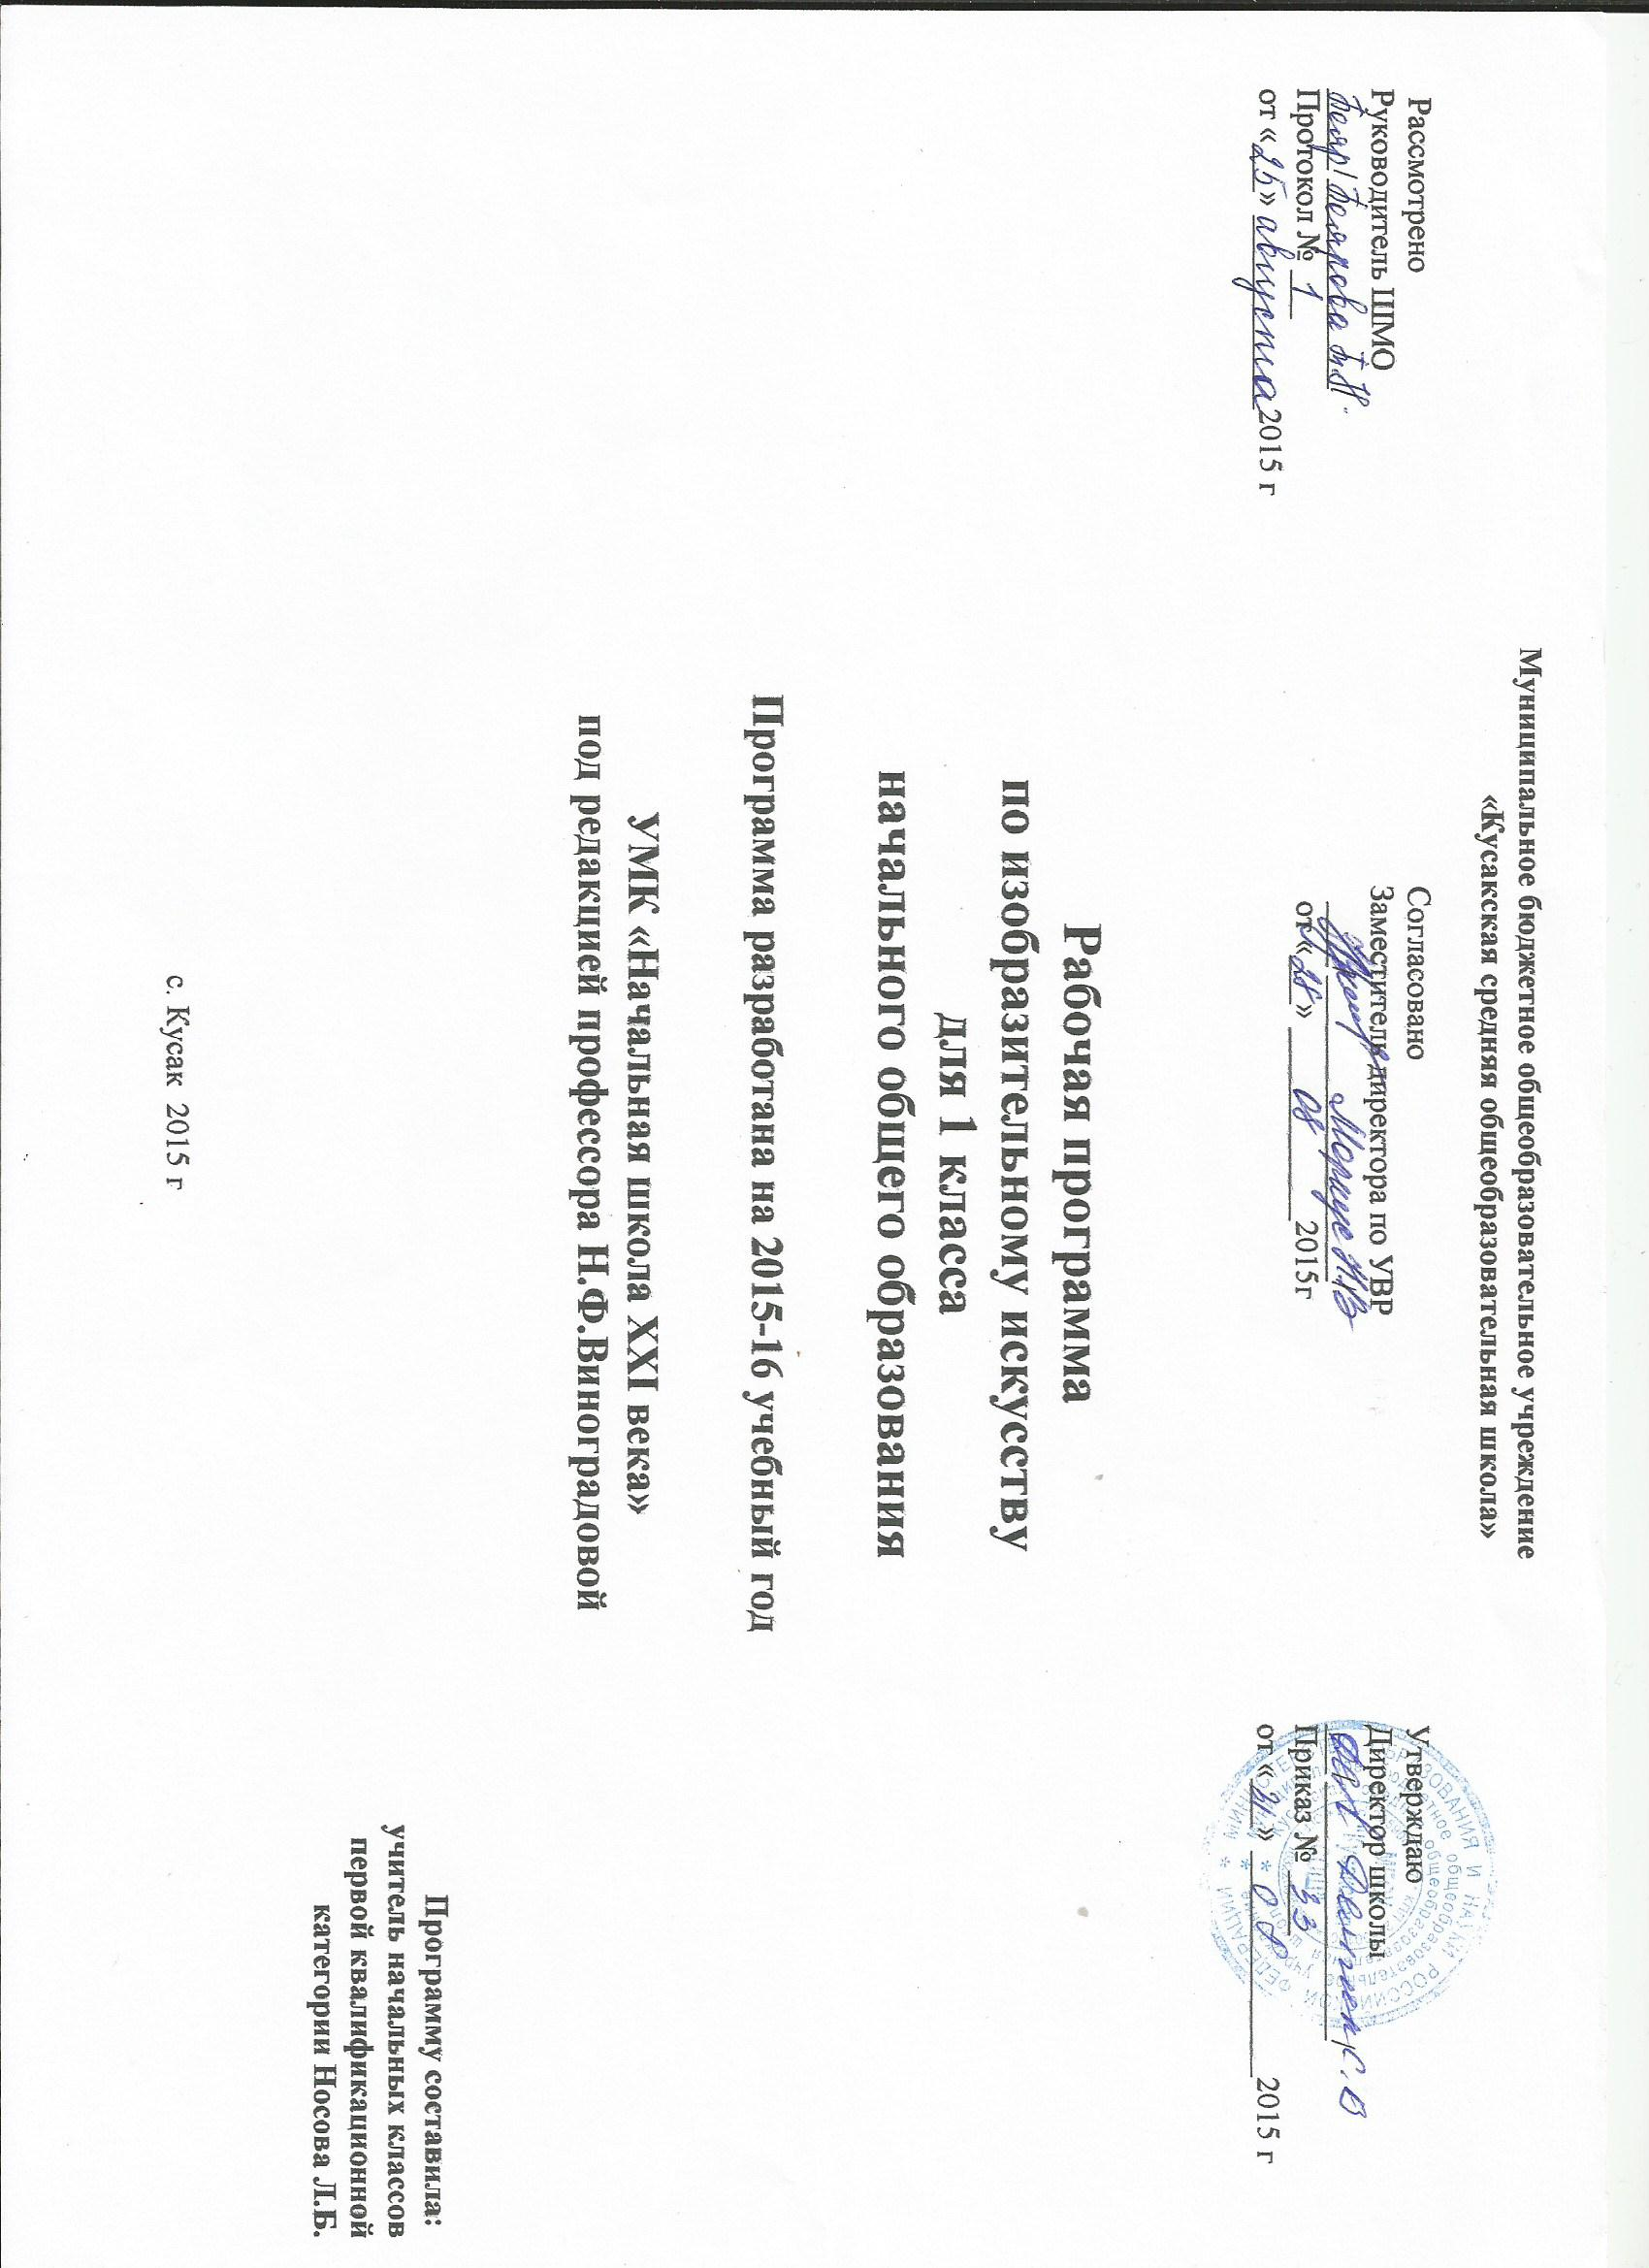 Муниципальное бюджетное общеобразовательное учреждение
«Кусакская средняя общеобразовательная школа»
Рассмотрено
Руководитель ШМО
Протокол № 1
от «25» августа 2015 г
Согласовано
Заместитель директора по УВР
от «28» 08 2015г
Утверждаю
Директор школы
Приказ № 33
от «31» 08 2015 г
Рабочая программа
по изобразительному искусству
для 1 класса
начального общего образования
Программа разработана на 2015-16 учебный год
УМК «Начальная школа XXI века»
под редакцией профессора Н.Ф.Виноградовой
Программу составила:
учитель начальных классов
первой квалификационной
категории Носова Л.Б.
с. Кусак 2015 г